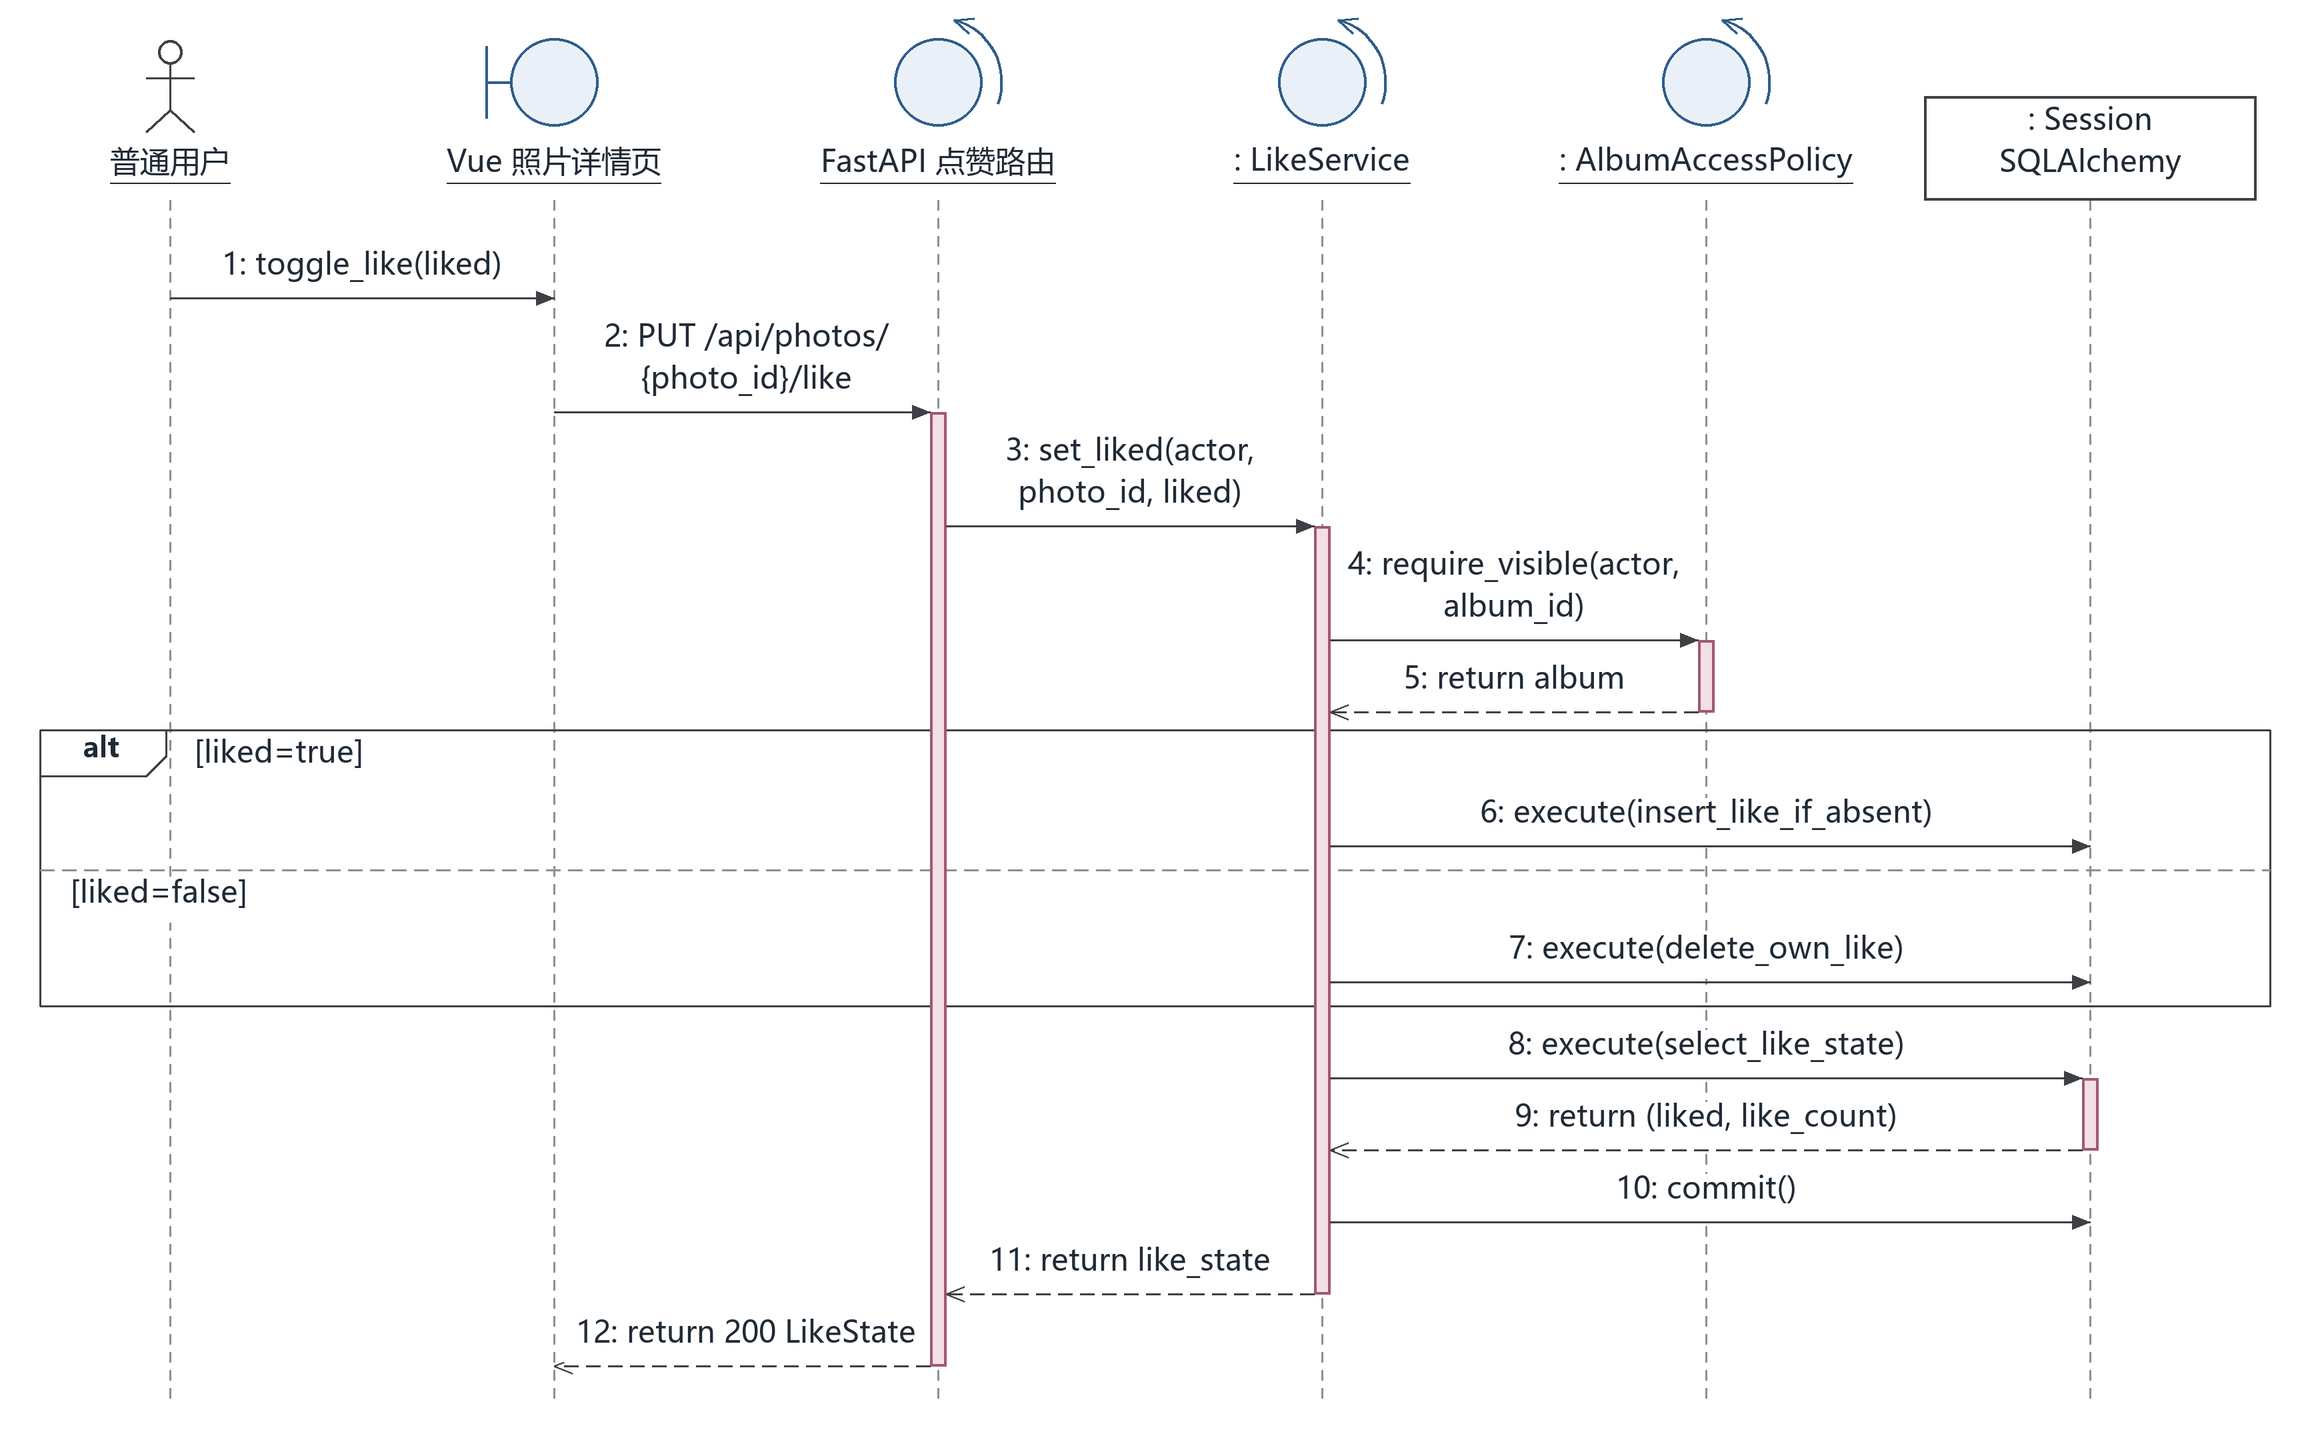 普通用户
Vue 照片详情页
FastAPI 点赞路由
: LikeService
: AlbumAccessPolicy
: Session
SQLAlchemy
1: toggle_like(liked)
2: PUT /api/photos/
{photo_id}/like
3: set_liked(actor,
photo_id, liked)
4: require_visible(actor,
album_id)
5: return album
alt
[liked=true]
6: execute(insert_like_if_absent)
[liked=false]
7: execute(delete_own_like)
8: execute(select_like_state)
9: return (liked, like_count)
10: commit()
11: return like_state
12: return 200 LikeState